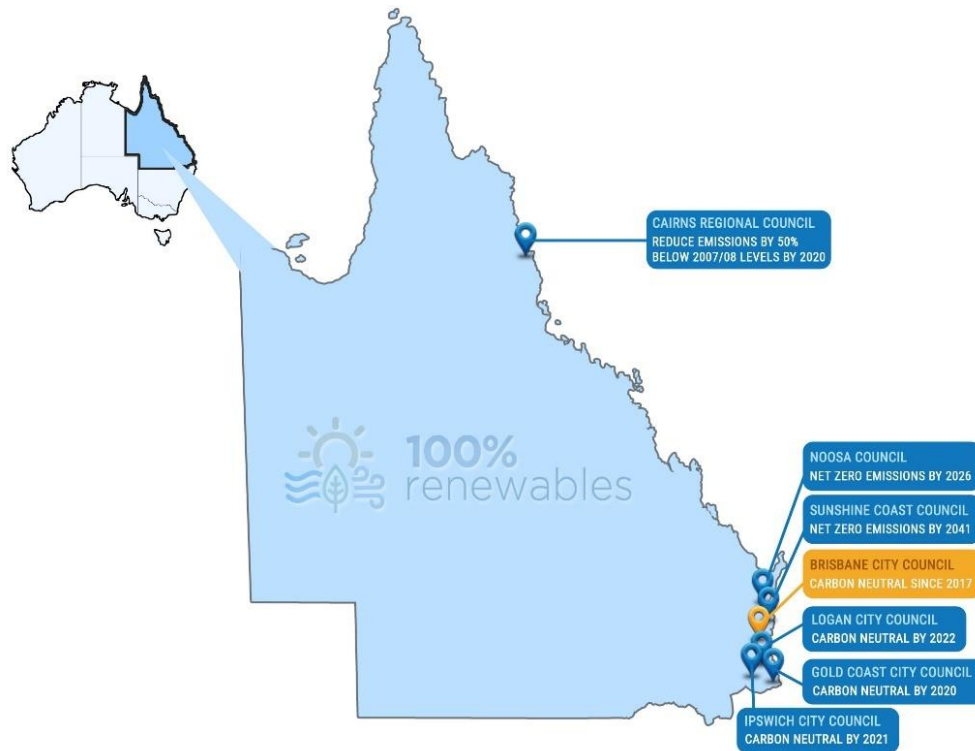 CAIRNS REGIONAL COUNCIL
REDUCE EMISSIONS BY 50%
BELOW 2007/08 LEVELS BY 2020
100%
renewables
NOOSA COUNCIL
NET ZERO EMISSIONS BY 2026
SUNSHINE COAST COUNCIL
NET ZERO EMISSIONS BY 2041
BRISBANE CITY COUNCIL
CARBON NEUTRAL SINCE 2017
LOGAN CITY COUNCIL
CARBON NEUTRAL BY 2022
GOLD COAST CITY COUNCIL
CARBON NEUTRAL BY 2020
IPSWICH CITY COUNCIL
CARBON NEUTRAL BY 2021